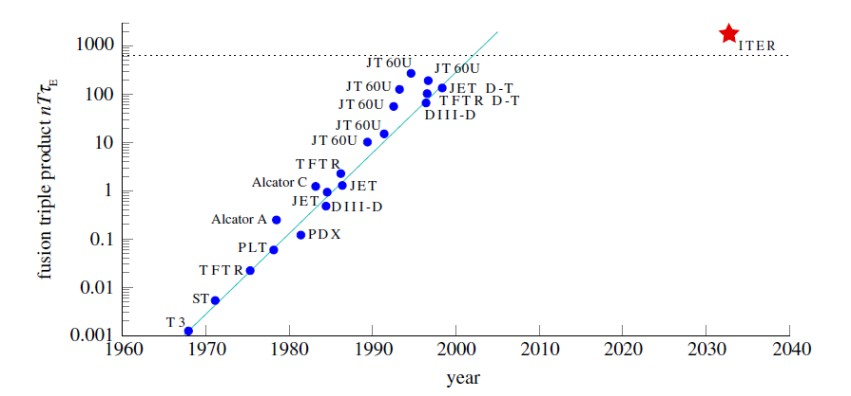 fusion triple product nTτE
1000
100
10
1
0.1
0.01
0.001
ITER
JT 60U
JT 60U
JT 60U
JET D-T
JT 60U
TFTR D-T
DIII-D
JT 60U
JT 60U
TFTR
Alcator C
JET
JET
DIII-D
Alcator A
PDX
PLT
TFTR
ST
T 3
1960
1970
1980
1990
2000
2010
2020
2030
2040
year